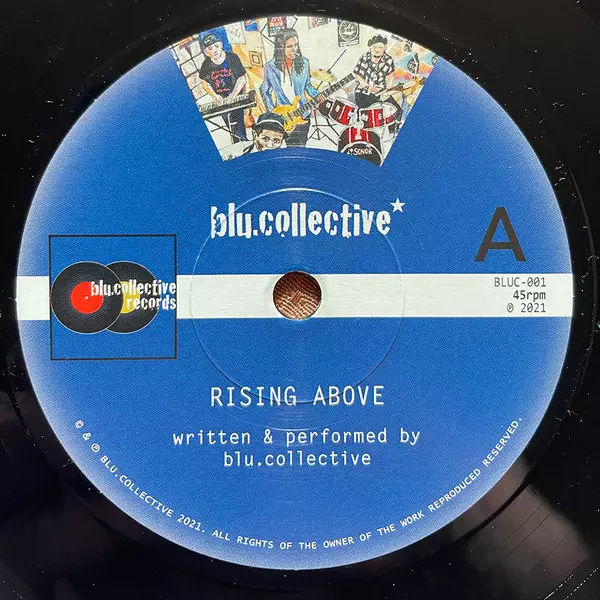 SONOR
blu.collective*
A
blu.collective
records
BLUC-001
45rpm
℗ 2021
RISING ABOVE
written & performed by
blu.collective
© & ℗ BLU.COLLECTIVE 2021. ALL RIGHTS OF THE OWNER OF THE WORK REPRODUCED RESERVED.